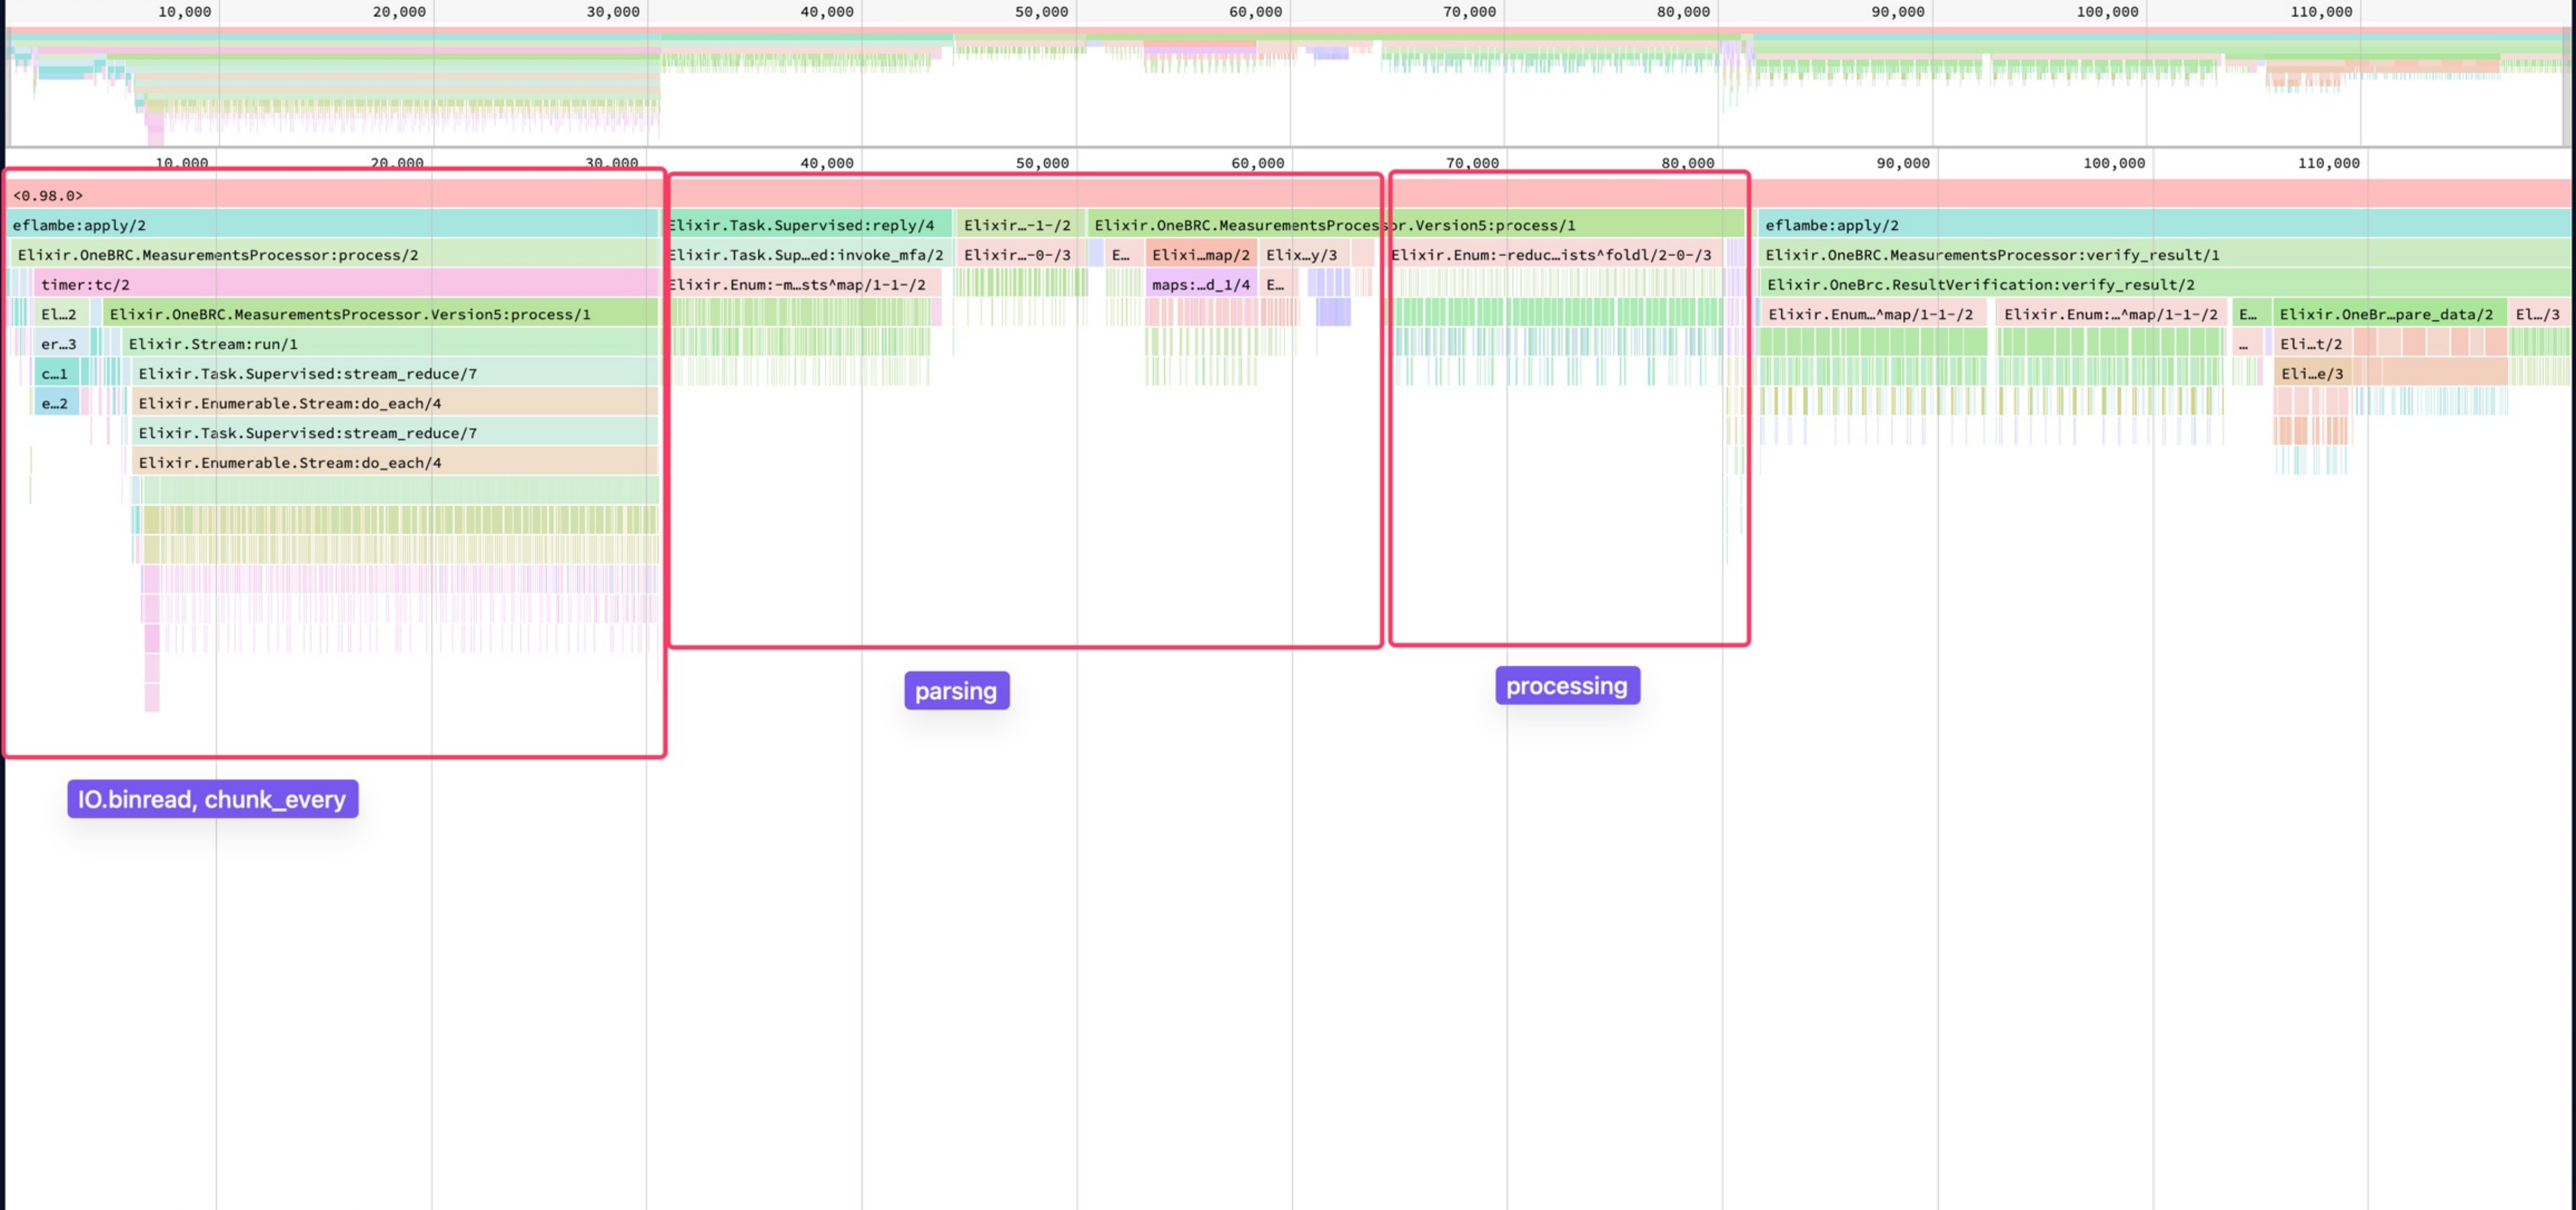 10,000 20,000 30,000 40,000 50,000 60,000 70,000 80,000 90,000 100,000 110,000
10,000 20,000 30,000 40,000 50,000 60,000 70,000 80,000 90,000 100,000 110,000
<0.98.0>
eflambe:apply/2 Elixir.Task.Supervised:reply/4 Elixir…-1-/2 Elixir.OneBRC.MeasurementsProcessor.Version5:process/1 eflambe:apply/2
Elixir.OneBRC.MeasurementsProcessor:process/2 Elixir.Task.Sup…ed:invoke_mfa/2 Elixir…-0-/3 E… Elixi…map/2 Elix…y/3 Elixir.Enum:-reduc…ists^foldl/2-0-/3 Elixir.OneBRC.MeasurementsProcessor:verify_result/1
timer:tc/2 Elixir.Enum:-m…sts^map/1-1-/2 maps:…d_1/4 E… Elixir.OneBrc.ResultVerification:verify_result/2
El…2 Elixir.OneBRC.MeasurementsProcessor.Version5:process/1 Elixir.Enum…^map/1-1-/2 Elixir.Enum:…^map/1-1-/2 E… Elixir.OneBr…pare_data/2 El…/3
er…3 Elixir.Stream:run/1 … Eli…t/2
c…1 Elixir.Task.Supervised:stream_reduce/7 Eli…e/3
e…2 Elixir.Enumerable.Stream:do_each/4
Elixir.Task.Supervised:stream_reduce/7
Elixir.Enumerable.Stream:do_each/4
parsing
processing
IO.binread, chunk_every